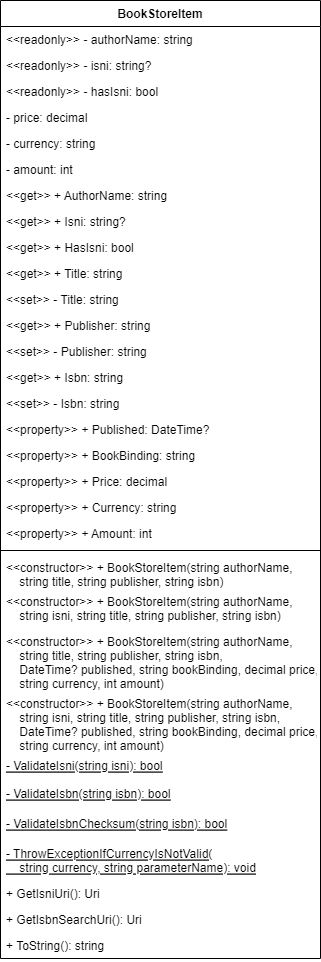 BookStoreItem
<<readonly>> - authorName: string
<<readonly>> - isni: string?
<<readonly>> - hasIsni: bool
- price: decimal
- currency: string
- amount: int
<<get>> + AuthorName: string
<<get>> + Isni: string?
<<get>> + HasIsni: bool
<<get>> + Title: string
<<set>> - Title: string
<<get>> + Publisher: string
<<set>> - Publisher: string
<<get>> + Isbn: string
<<set>> - Isbn: string
<<property>> + Published: DateTime?
<<property>> + BookBinding: string
<<property>> + Price: decimal
<<property>> + Currency: string
<<property>> + Amount: int
<<constructor>> + BookStoreItem(string authorName,
string title, string publisher, string isbn)
<<constructor>> + BookStoreItem(string authorName,
string isni, string title, string publisher, string isbn)
<<constructor>> + BookStoreItem(string authorName,
string title, string publisher, string isbn,
DateTime? published, string bookBinding, decimal price,
string currency, int amount)
<<constructor>> + BookStoreItem(string authorName,
string isni, string title, string publisher, string isbn,
DateTime? published, string bookBinding, decimal price,
string currency, int amount)
- ValidateIsni(string isni): bool
- ValidateIsbn(string isbn): bool
- ValidateIsbnChecksum(string isbn): bool
- ThrowExceptionIfCurrencyIsNotValid(
string currency, string parameterName): void
+ GetIsniUri(): Uri
+ GetIsbnSearchUri(): Uri
+ ToString(): string